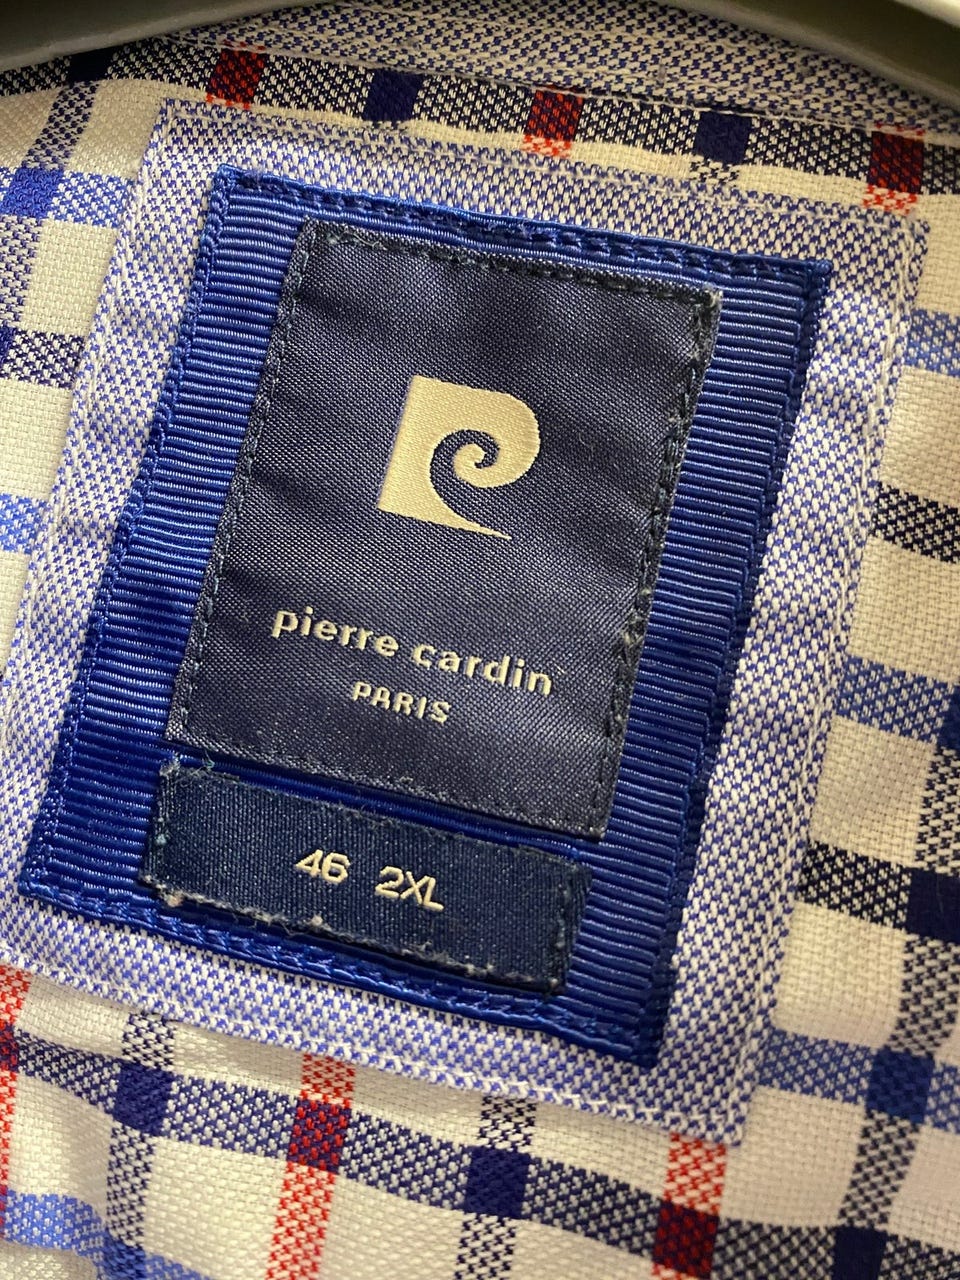 pierre cardin
PARIS
46 2XL